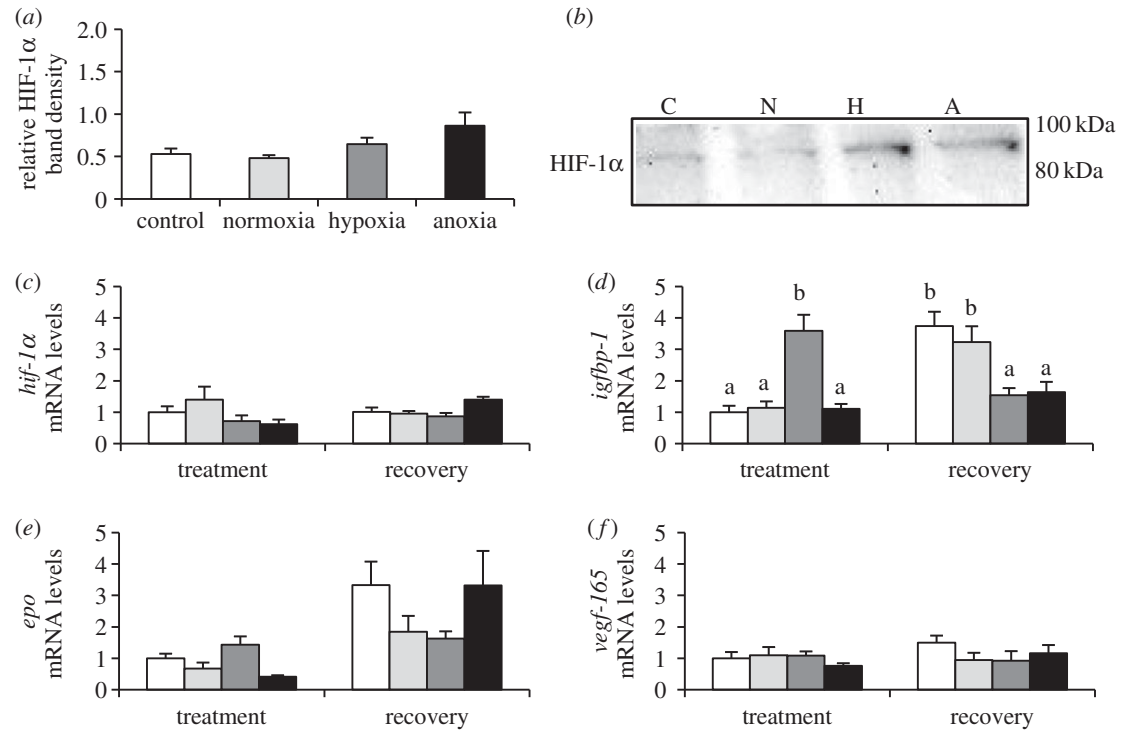 (a)
relative HIF-1α
band density
2.0
1.5
1.0
0.5
0
control normoxia hypoxia anoxia
(b)
C N H A
HIF-1α
100 kDa
80 kDa
(c)
hif-1α
mRNA levels
5
4
3
2
1
0
treatment recovery
(d)
igfbp-1
mRNA levels
5
4
3
2
1
0
a a b a b b a a
treatment recovery
(e)
epo
mRNA levels
5
4
3
2
1
0
treatment recovery
(f)
vegf-165
mRNA levels
5
4
3
2
1
0
treatment recovery